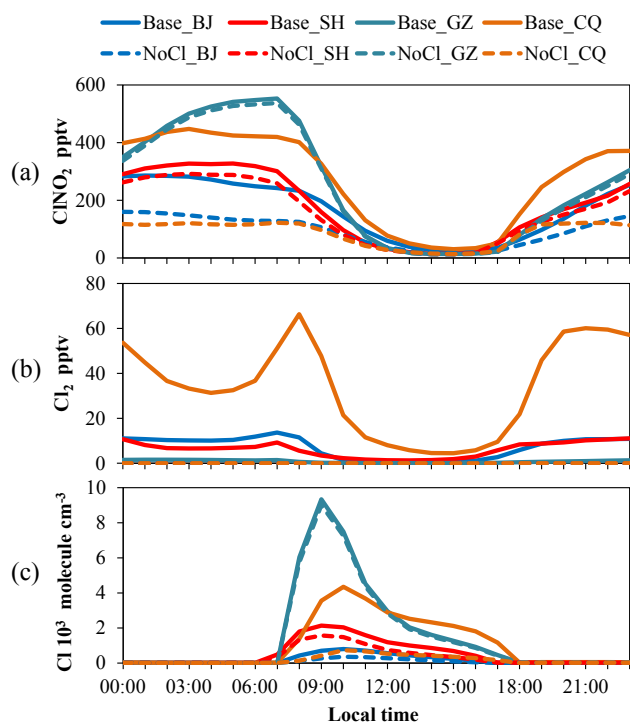 Base_BJ Base_SH Base_GZ Base_CQ
NoCl_BJ NoCl_SH NoCl_GZ NoCl_CQ
(a)
ClNO2 pptv
600
400
200
0
(b)
Cl2 pptv
80
60
40
20
0
(c)
Cl 10³ molecule cm⁻³
10
8
6
4
2
0
00:00 03:00 06:00 09:00 12:00 15:00 18:00 21:00
Local time